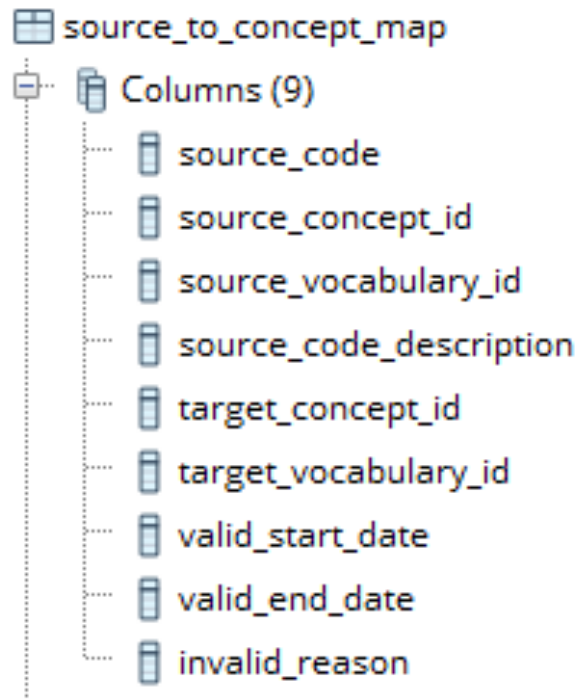 source_to_concept_map
Columns (9)
source_code
source_concept_id
source_vocabulary_id
source_code_description
target_concept_id
target_vocabulary_id
valid_start_date
valid_end_date
invalid_reason